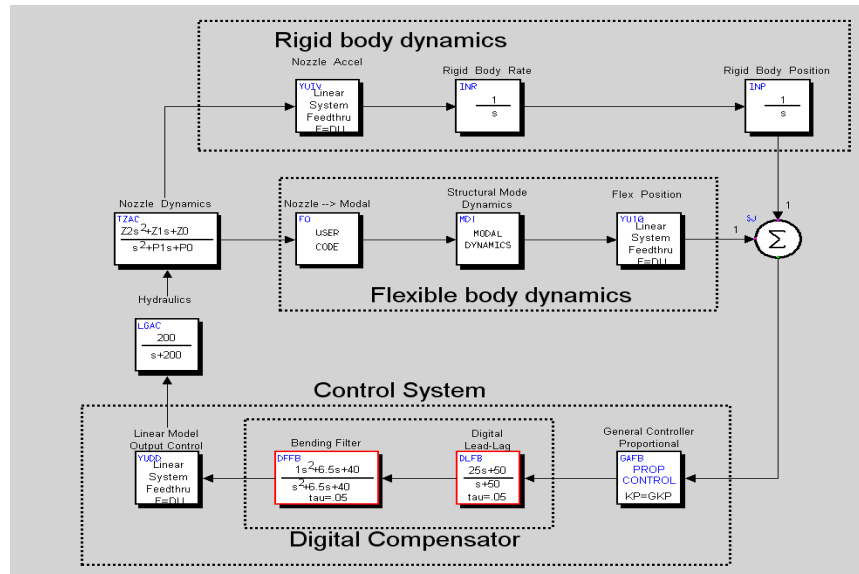 Rigid body dynamics
Nozzle Accel
YUIV
Linear
System
Feedthru
F=DU
Rigid Body Rate
INR
1
s
Rigid Body Position
INP
1
s
Nozzle Dynamics
TZAC
Z2s²+Z1s+Z0
s²+P1s+P0
Nozzle --> Modal
FO
USER
CODE
Structural Mode
Dynamics
MDI
MODAL
DYNAMICS
Flex Position
YU10
Linear
System
Feedthru
F=DU
1
1
SJ
Σ
Flexible body dynamics
Hydraulics
LGAC
200
s+200
Control System
Linear Model
Output Control
YUDD
Linear
System
Feedthru
F=DU
Bending Filter
DFFB
1s²+6.5s+40
s²+6.5s+40
tau=.05
Digital
Lead-Lag
DLFB
25s+50
s+50
tau=.05
General Controller
Proportional
GAFB
PROP
CONTROL
KP=GKP
Digital Compensator